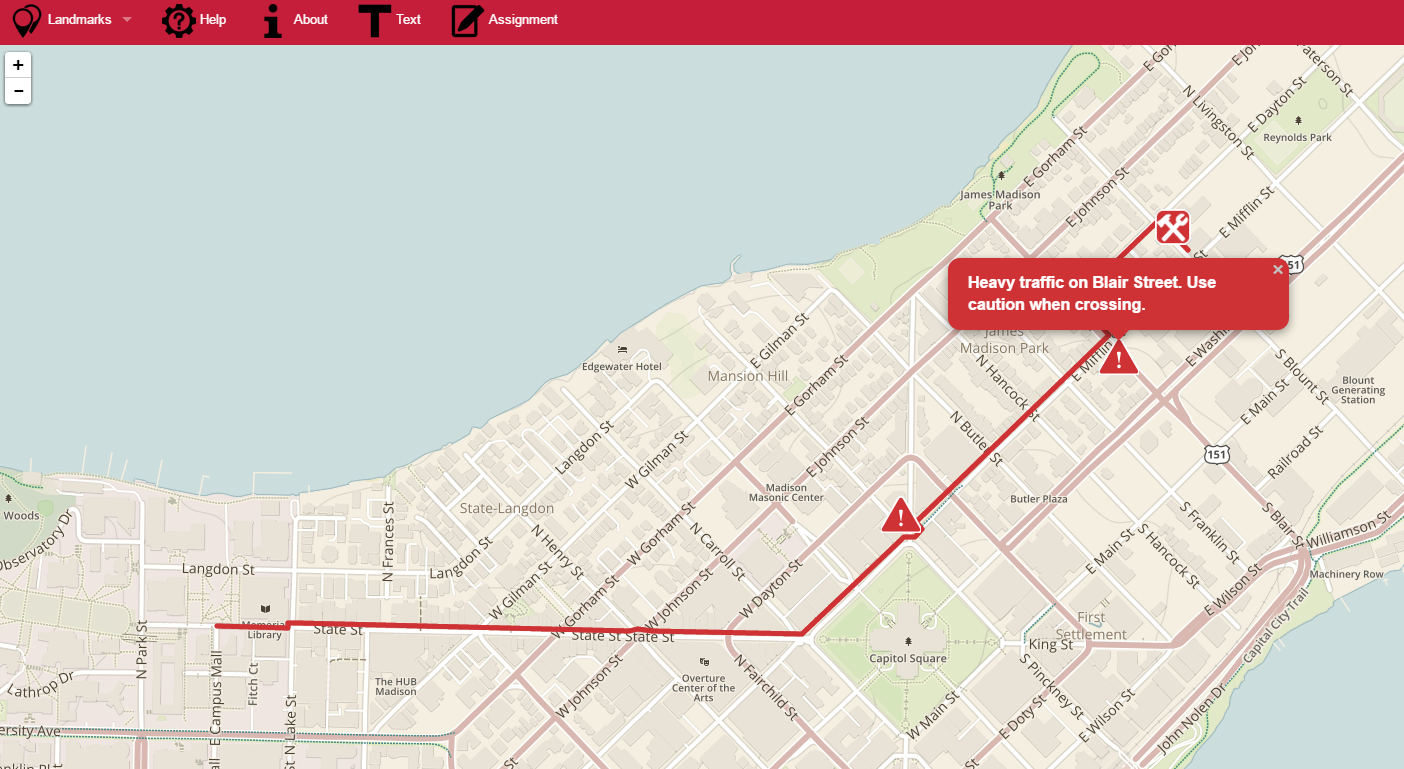 Landmarks
Help
About
Text
Assignment
+
−
E Gorham St
E Dayton St
N Livingston St
Reynolds Park
E Gorham St
James Madison
Park
E Johnson St
E Mifflin St
151
Heavy traffic on Blair Street. Use
caution when crossing.
×
James
Madison Park
E Mifflin
E Gilman St
Edgewater Hotel
Mansion Hill
N Hancock St
S Blount St
Blount
Generating
Station
E Gorham St
E Main St
N Butler St
Langdon St
W Gilman St
E Johnson St
151
Railroad St
Madison
Masonic Center
Butler Plaza
Woods
State-Langdon
!
!
Observatory Dr
N Frances St
N Henry St
W Gorham St
N Carroll St
S Franklin St
S Blair St
Williamson St
Langdon St
Langdon St
W Gilman St
W Gorham St
W Johnson St
W Dayton St
E Main St
S Hancock St
E Wilson St
Machinery Row
Memorial
Library
State St
State St
State St
First
Settlement
King St
Capital City Trail
N Park St
Capitol Square
Lathrop Dr
E Campus Mall
Fitch Ct
N Lake St
The HUB
Madison
W Johnson St
Overture
Center of the
Arts
N Fairchild St
W Main St
S Pinckney St
E Doty St
E Wilson St
John Nolen Dr
ersity Ave